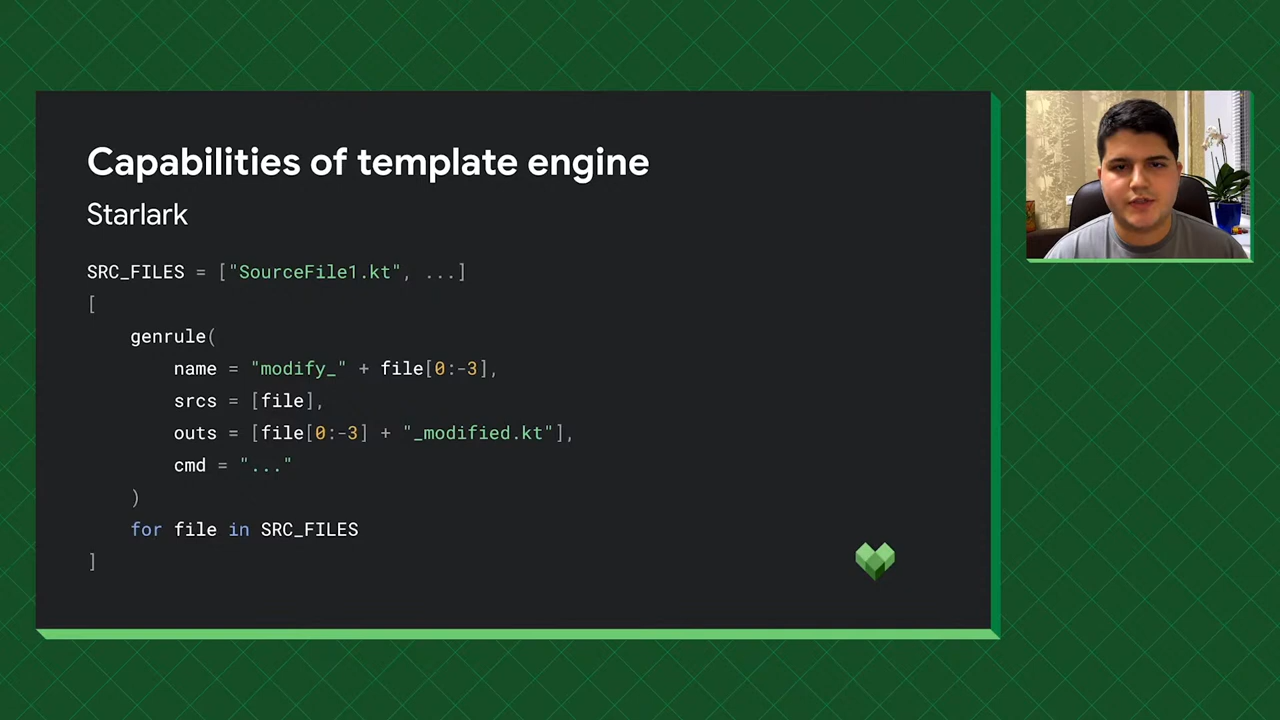 Capabilities of template engine
Starlark
SRC_FILES = ["SourceFile1.kt", ...]
[
    genrule(
        name = "modify_" + file[0:-3],
        srcs = [file],
        outs = [file[0:-3] + "_modified.kt"],
        cmd = "..."
    )
    for file in SRC_FILES
]